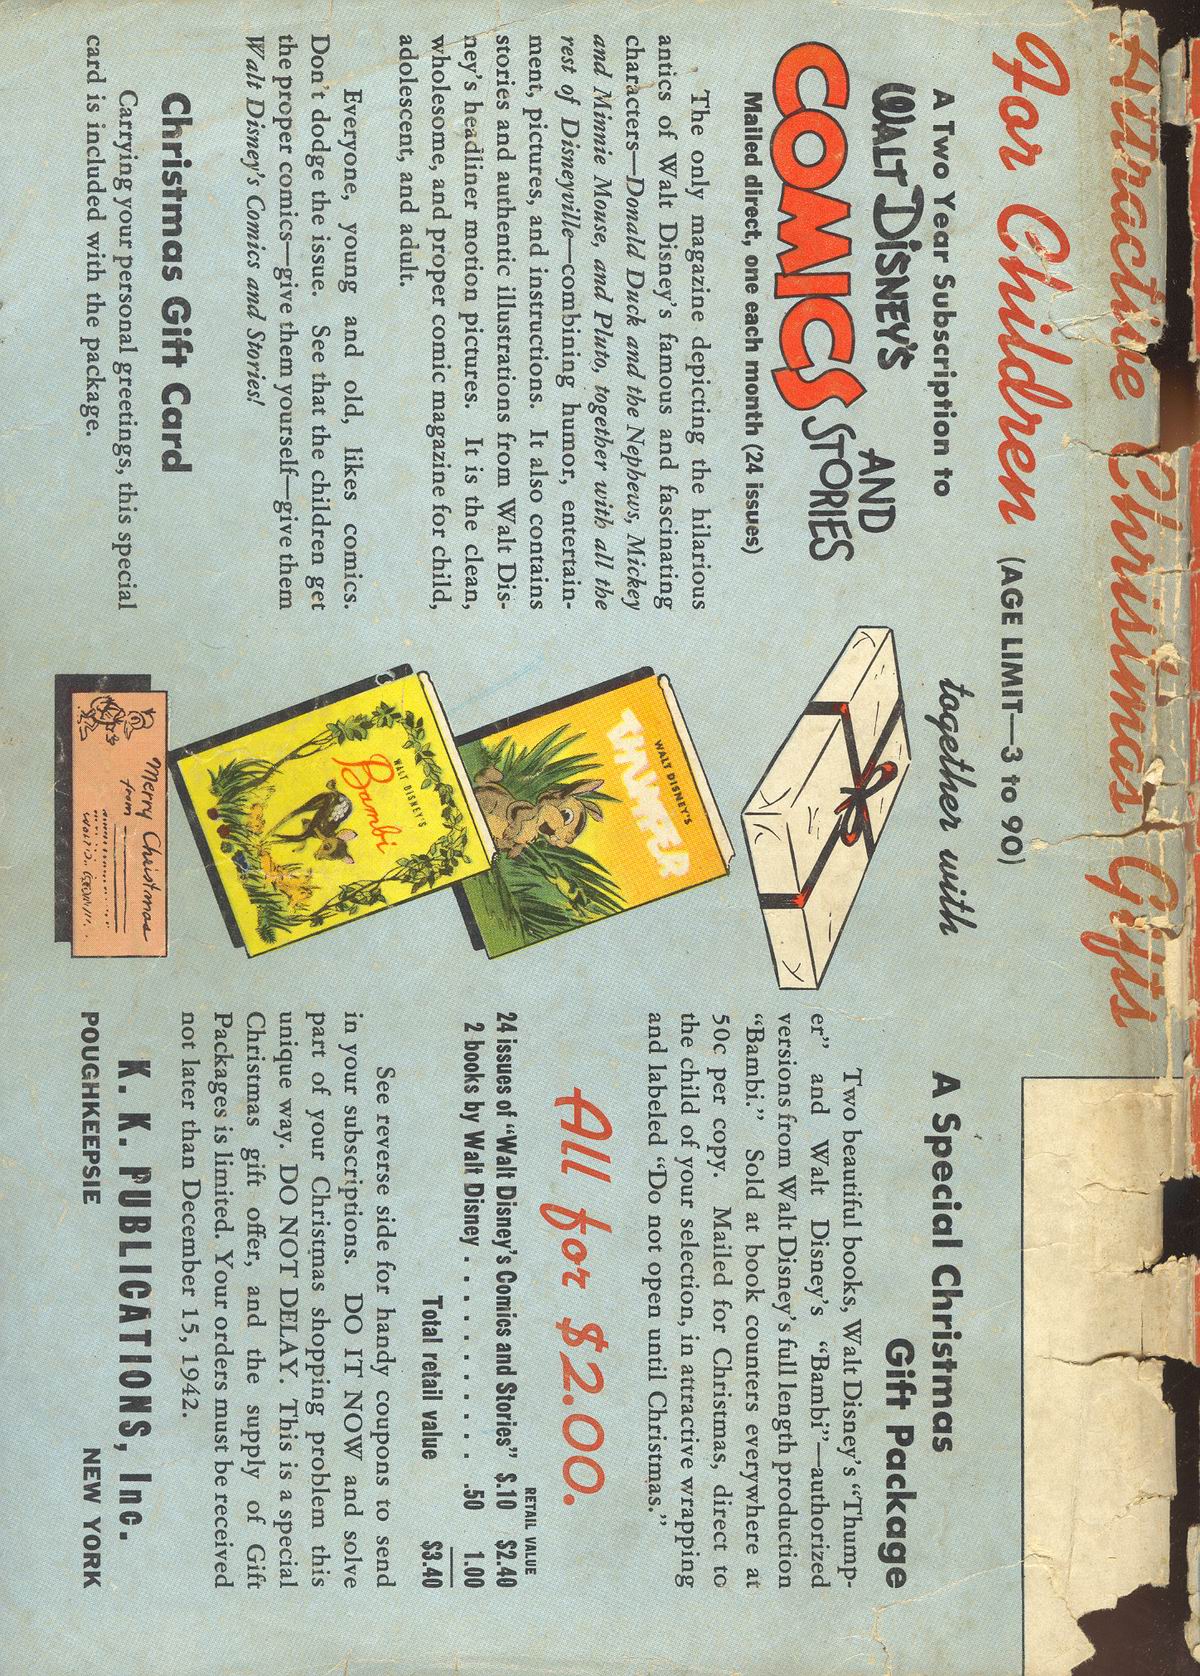 Attractive Christmas Gifts
For Children (AGE LIMIT—3 to 90)
A Two Year Subscription to
WALT DISNEY'S
COMICS AND
STORIES
Mailed direct, one each month (24 issues)
The only magazine depicting the hilarious
antics of Walt Disney's famous and fascinating
characters—Donald Duck and the Nephews, Mickey
and Minnie Mouse, and Pluto, together with all the
rest of Disneyville—combining humor, entertain-
ment, pictures, and instructions. It also contains
stories and authentic illustrations from Walt Dis-
ney's headliner motion pictures. It is the clean,
wholesome, and proper comic magazine for child,
adolescent, and adult.
Everyone, young and old, likes comics.
Don't dodge the issue. See that the children get
the proper comics—give them yourself—give them
Walt Disney's Comics and Stories!
Christmas Gift Card
Carrying your personal greetings, this special
card is included with the package.
together with
WALT DISNEY'S
THUMPER
WALT DISNEY'S
Bambi
Merry Christmas
from
A Special Christmas
Gift Package
Two beautiful books, Walt Disney's "Thump-
er" and Walt Disney's "Bambi"—authorized
versions from Walt Disney's full length production
"Bambi." Sold at book counters everywhere at
50c per copy. Mailed for Christmas, direct to
the child of your selection, in attractive wrapping
and labeled "Do not open until Christmas."
All for $2.00.
RETAIL VALUE
24 issues of "Walt Disney's Comics and Stories" $.10 $2.40
2 books by Walt Disney . . . . . . . . . . .50 1.00
Total retail value $3.40
See reverse side for handy coupons to send
in your subscriptions. DO IT NOW and solve
part of your Christmas shopping problem this
unique way. DO NOT DELAY. This is a special
Christmas gift offer, and the supply of Gift
Packages is limited. Your orders must be received
not later than December 15, 1942.
K. K. PUBLICATIONS, Inc.
POUGHKEEPSIE NEW YORK